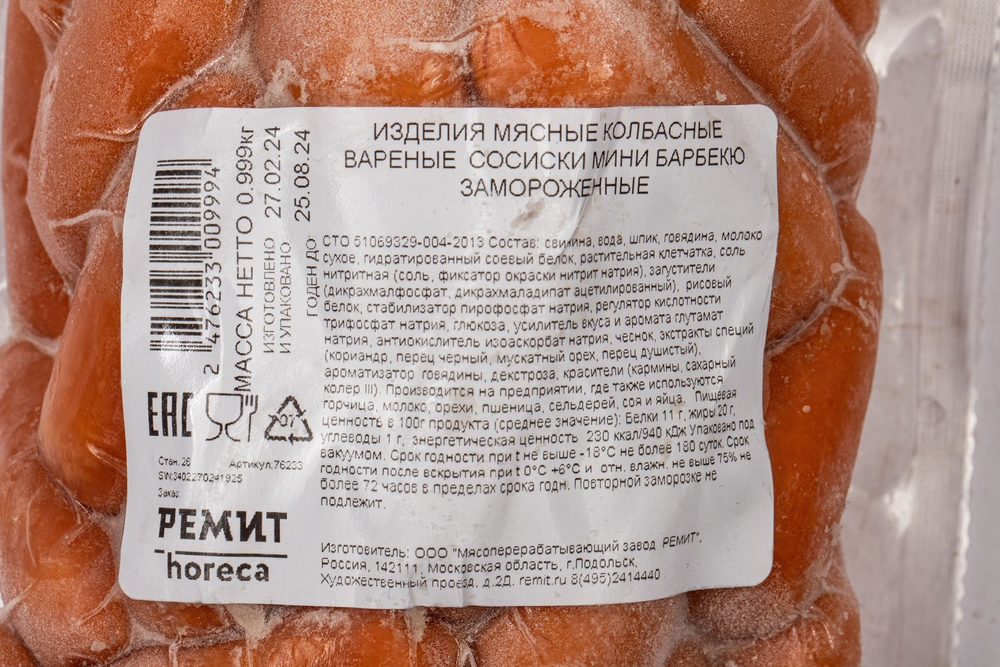 ИЗДЕЛИЯ МЯСНЫЕ КОЛБАСНЫЕ
ВАРЕНЫЕ СОСИСКИ МИНИ БАРБЕКЮ
ЗАМОРОЖЕННЫЕ
2 476233 009994
МАССА НЕТТО 0.999кг
ИЗГОТОВЛЕНО 27.02.24
И УПАКОВАНО
ГОДЕН ДО: 25.08.24
СТО 51069329-004-2013 Состав: свинина, вода, шпик, говядина, молоко
сухое, гидратированный соевый белок, растительная клетчатка, соль
нитритная (соль, фиксатор окраски нитрит натрия), загустители
(дикрахмалфосфат, дикрахмаладипат ацетилированный), рисовый
белок, стабилизатор пирофосфат натрия, регулятор кислотности
трифосфат натрия, глюкоза, усилитель вкуса и аромата глутамат
натрия, антиокислитель изоаскорбат натрия, чеснок, экстракты специй
(кориандр, перец черный, мускатный орех, перец душистый),
ароматизатор говядины, декстроза, красители (кармины, сахарный
колер III). Производится на предприятии, где также используются
горчица, молоко, орехи, пшеница, сельдерей, соя и яйца. Пищевая
ценность в 100г продукта (среднее значение): Белки 11 г, жиры 20 г,
углеводы 1 г, энергетическая ценность 230 ккал/940 кДж Упаковано под
вакуумом. Срок годности при t не выше -18°С не более 180 суток. Срок
годности после вскрытия при t 0°С +6°С и отн. влажн. не выше 75% не
более 72 часов в пределах срока годн. Повторной заморозке не
подлежит.
EAC
Стан. 26 Артикул:76233
SW:3402270241925
Заказ:
РЕМИТ
horeca
Изготовитель: ООО "Мясоперерабатывающий завод РЕМИТ",
Россия, 142111, Московская область, г.Подольск,
Художественный проезд, д.2Д. remit.ru 8(495)2414440